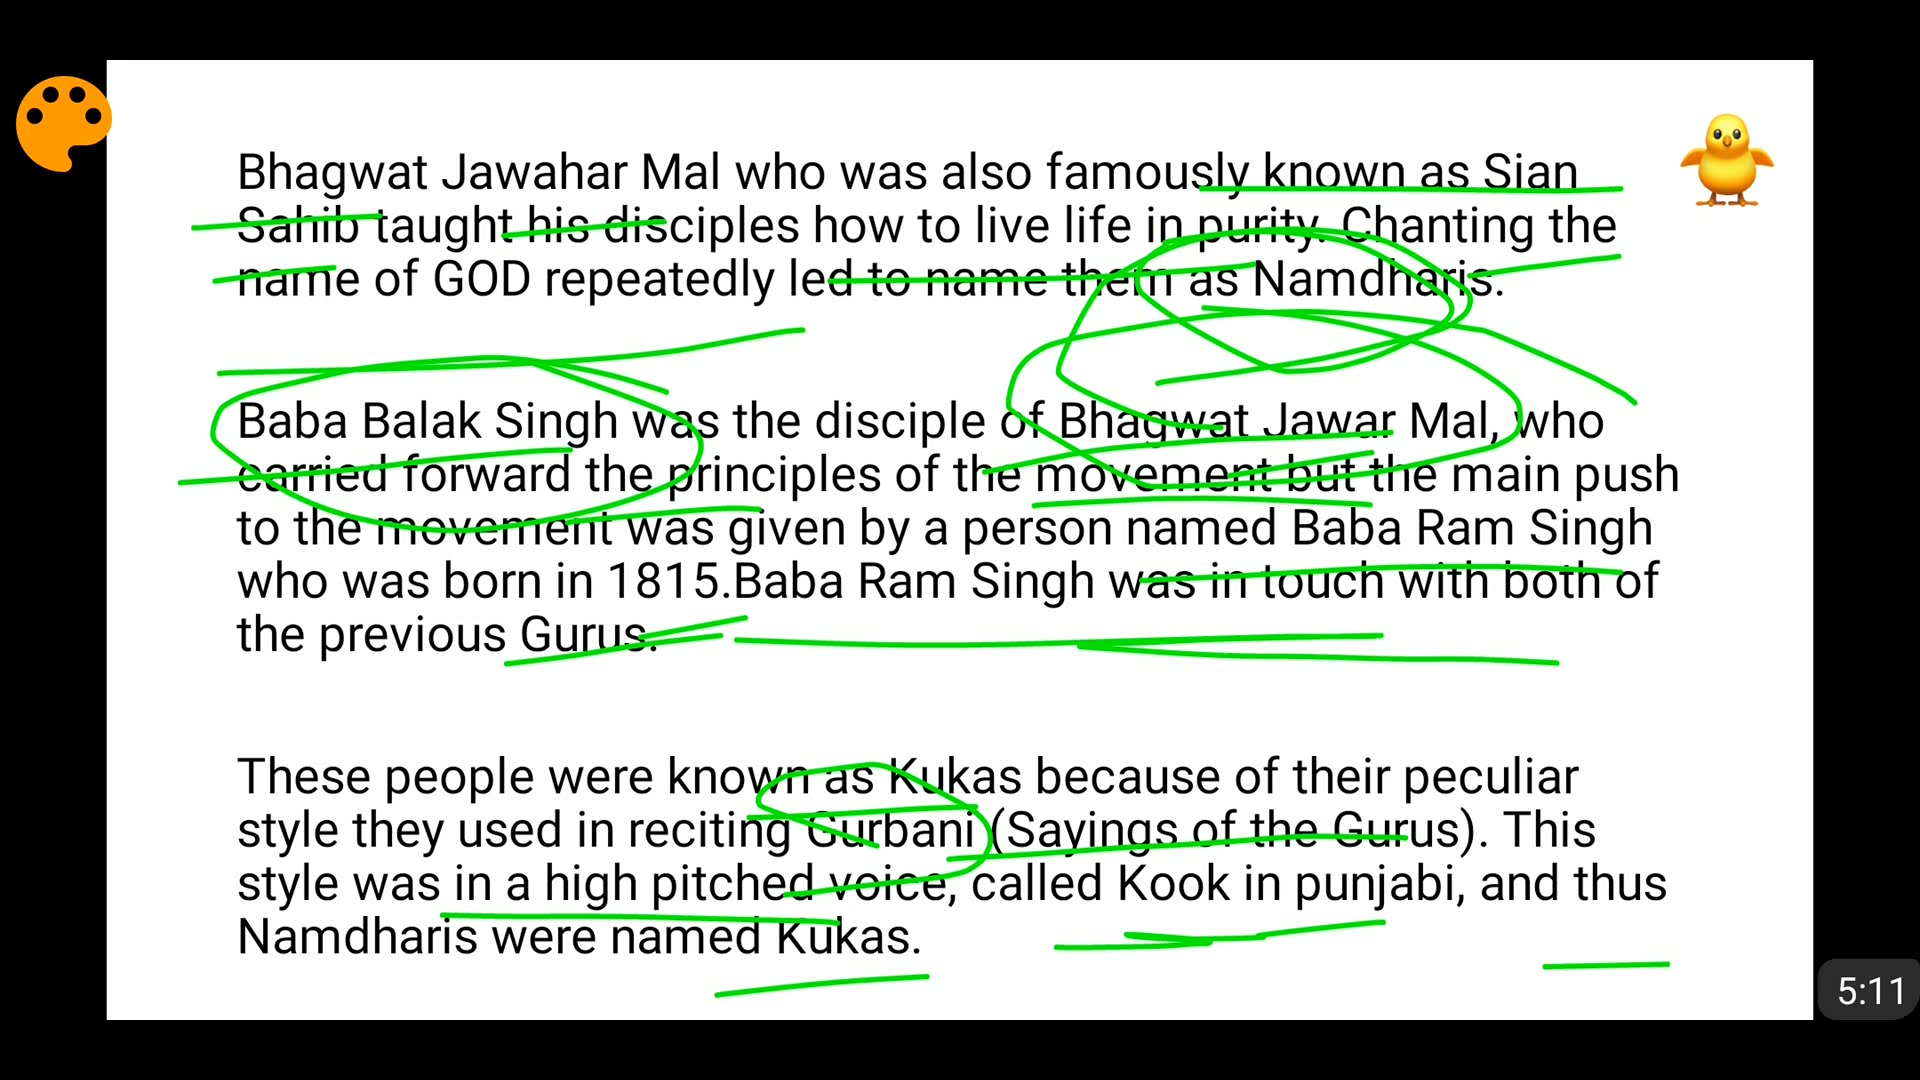 Bhagwat Jawahar Mal who was also famously known as Sian
Sahib taught his disciples how to live life in purity. Chanting the
name of GOD repeatedly led to name them as Namdharis.
Baba Balak Singh was the disciple of Bhagwat Jawar Mal, who
carried forward the principles of the movement but the main push
to the movement was given by a person named Baba Ram Singh
who was born in 1815.Baba Ram Singh was in touch with both of
the previous Gurus.
These people were known as Kukas because of their peculiar
style they used in reciting Gurbani (Sayings of the Gurus). This
style was in a high pitched voice, called Kook in punjabi, and thus
Namdharis were named Kukas.
5:11